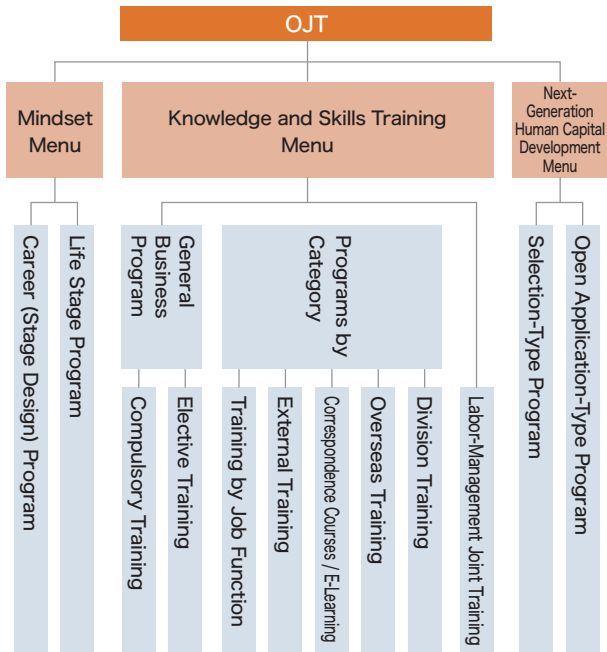 OJT
Mindset
Menu
Knowledge and Skills Training
Menu
Next-
Generation
Human Capital
Development
Menu
Career (Stage Design) Program
Life Stage Program
General
Business
Program
Programs by
Category
Selection-Type Program
Open Application-Type Program
Compulsory Training
Elective Training
Training by Job Function
External Training
Correspondence Courses / E-Learning
Overseas Training
Division Training
Labor-Management Joint Training